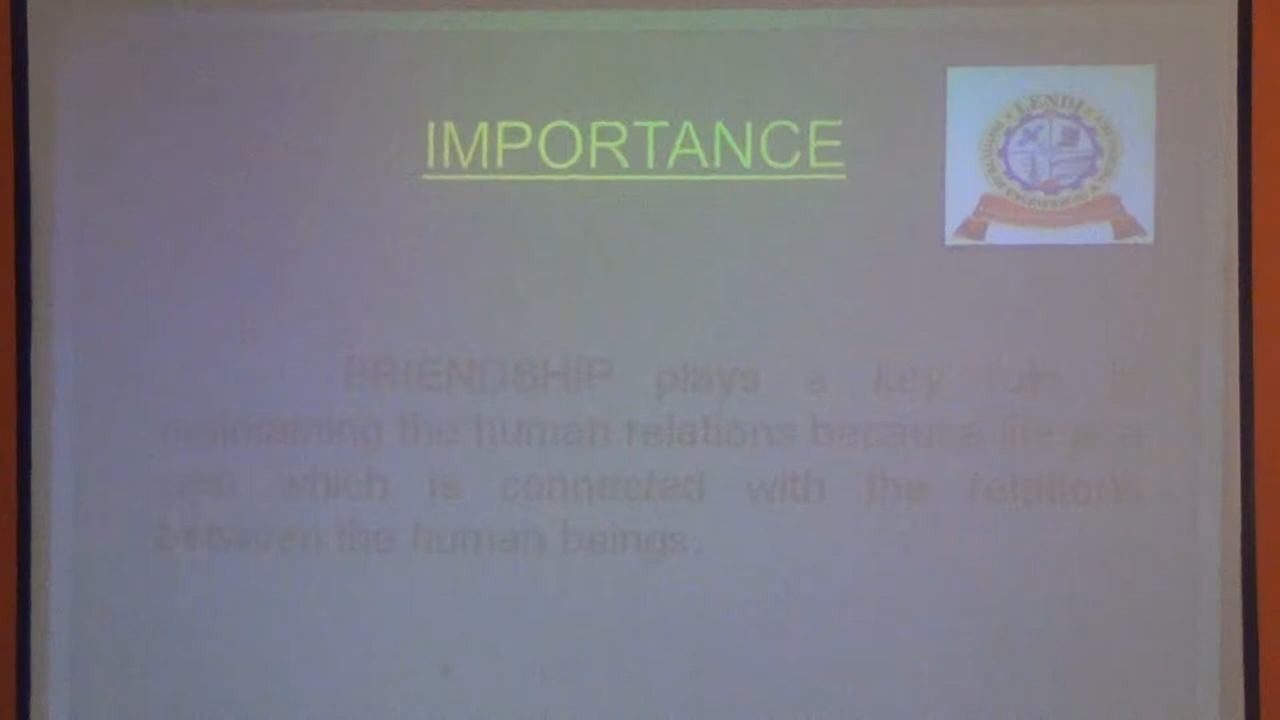 IMPORTANCE
LENDI
FRIENDSHIP plays a key role in
maintaining the human relations because life is a
which is connected with the relations
between the human beings.